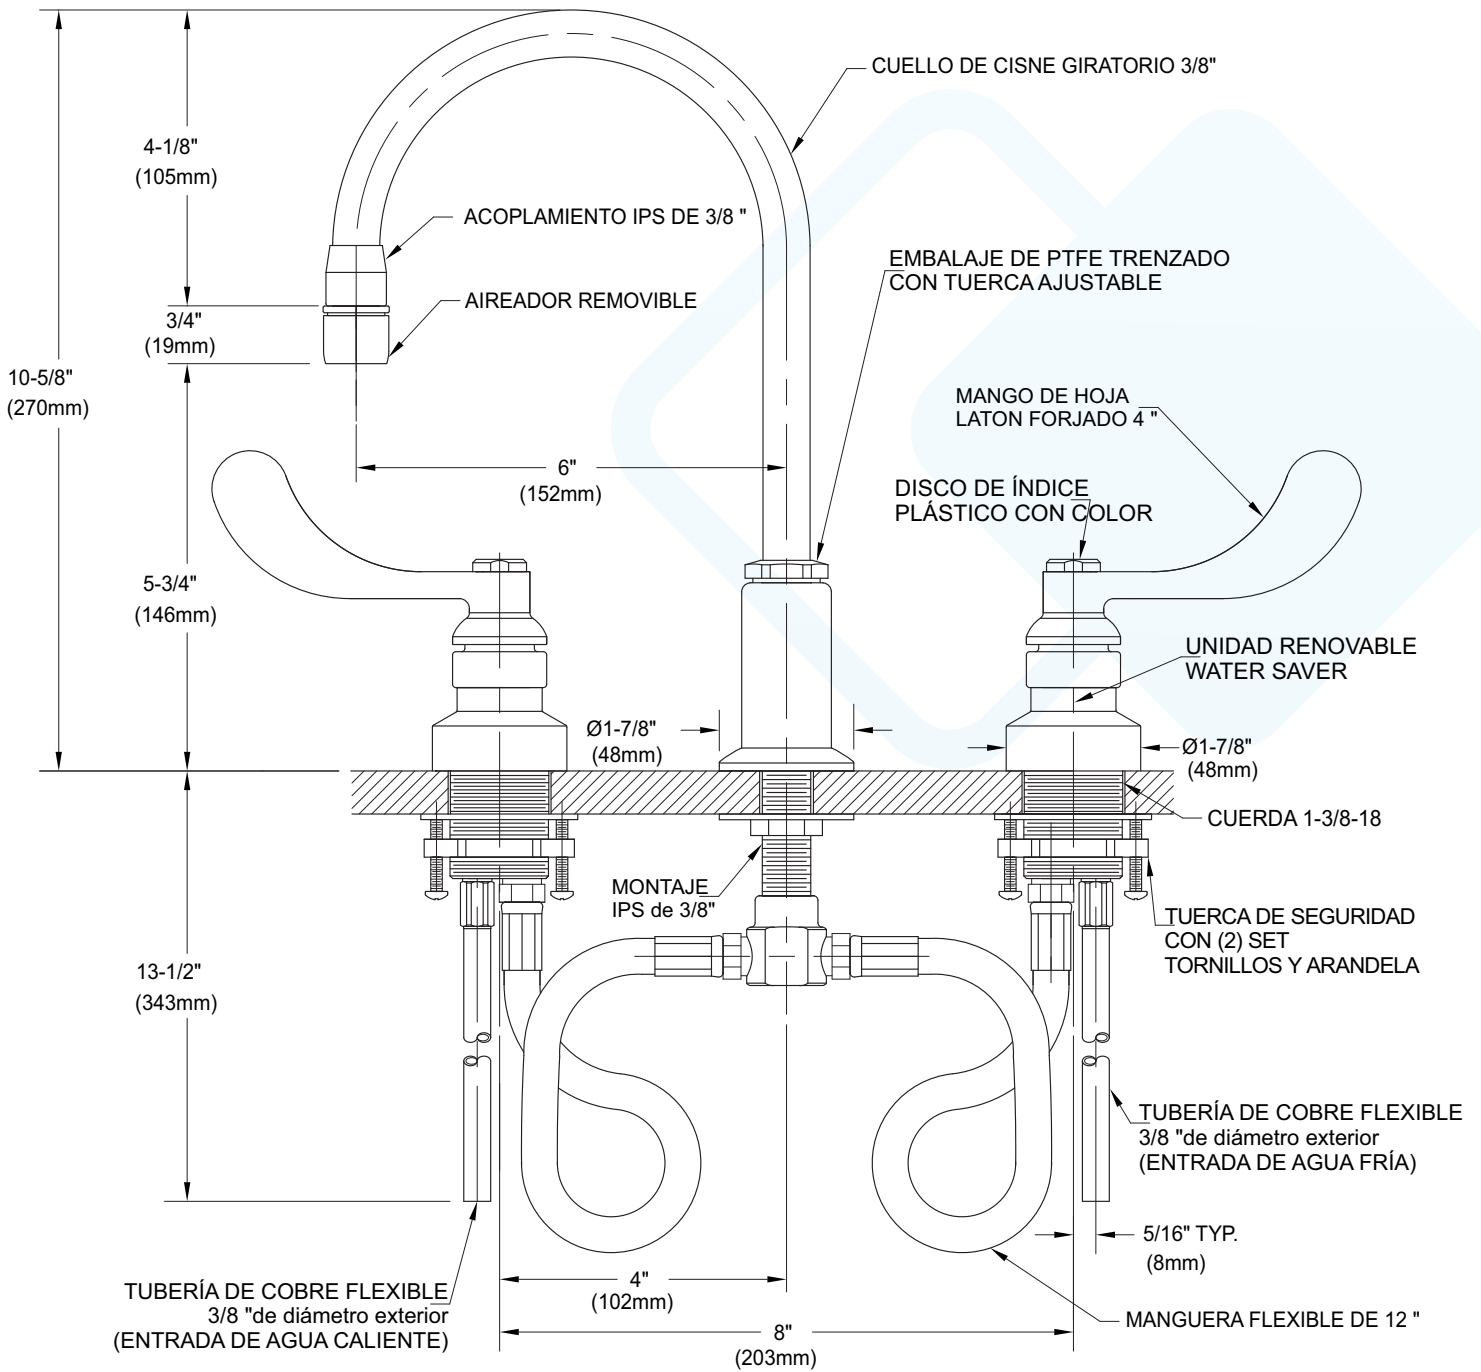 CUELLO DE CISNE GIRATORIO 3/8"
4-1/8"
(105mm)
ACOPLAMIENTO IPS DE 3/8 "
EMBALAJE DE PTFE TRENZADO
CON TUERCA AJUSTABLE
AIREADOR REMOVIBLE
3/4"
(19mm)
10-5/8"
(270mm)
MANGO DE HOJA
LATON FORJADO 4 "
6"
(152mm)
DISCO DE ÍNDICE
PLÁSTICO CON COLOR
5-3/4"
(146mm)
UNIDAD RENOVABLE
WATER SAVER
Ø1-7/8"
(48mm)
Ø1-7/8"
(48mm)
CUERDA 1-3/8-18
MONTAJE
IPS de 3/8"
TUERCA DE SEGURIDAD
CON (2) SET
TORNILLOS Y ARANDELA
13-1/2"
(343mm)
TUBERÍA DE COBRE FLEXIBLE
3/8 "de diámetro exterior
(ENTRADA DE AGUA FRÍA)
5/16" TYP.
(8mm)
TUBERÍA DE COBRE FLEXIBLE
3/8 "de diámetro exterior
(ENTRADA DE AGUA CALIENTE)
4"
(102mm)
MANGUERA FLEXIBLE DE 12 "
8"
(203mm)